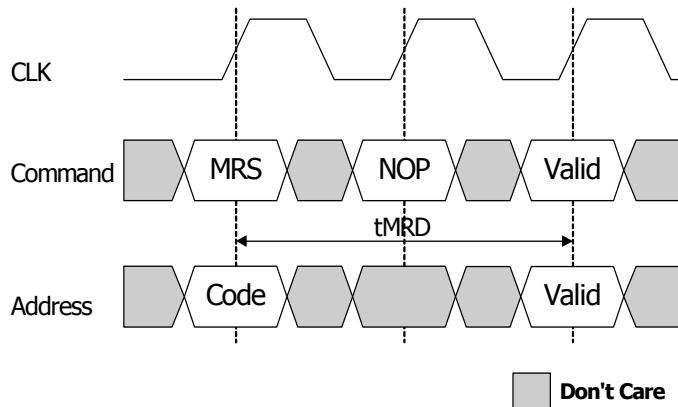 CLK
Command
MRS
NOP
Valid
tMRD
Address
Code
Valid
Don't Care